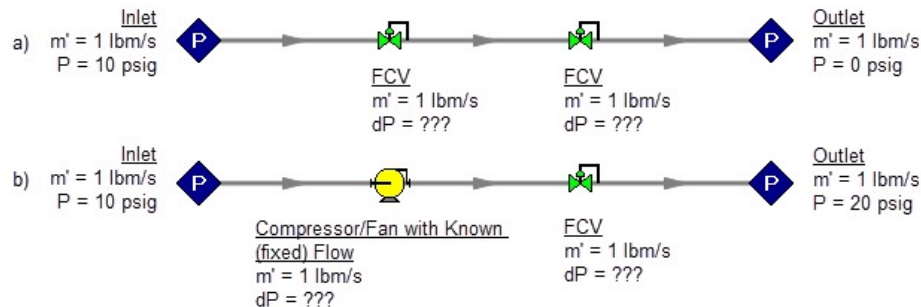 a)
Inlet
m' = 1 lbm/s
P = 10 psig
P
FCV
m' = 1 lbm/s
dP = ???
FCV
m' = 1 lbm/s
dP = ???
P
Outlet
m' = 1 lbm/s
P = 0 psig
b)
Inlet
m' = 1 lbm/s
P = 10 psig
P
Compressor/Fan with Known
(fixed) Flow
m' = 1 lbm/s
dP = ???
FCV
m' = 1 lbm/s
dP = ???
P
Outlet
m' = 1 lbm/s
P = 20 psig